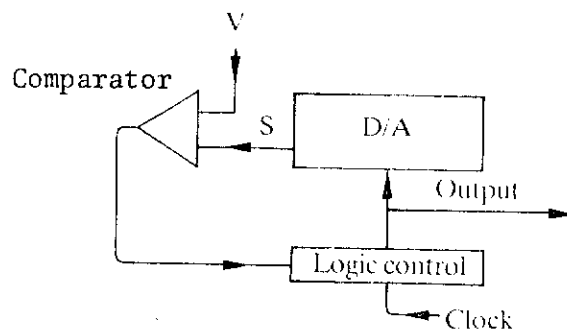 V
Comparator
S
D/A
Output
Logic control
Clock